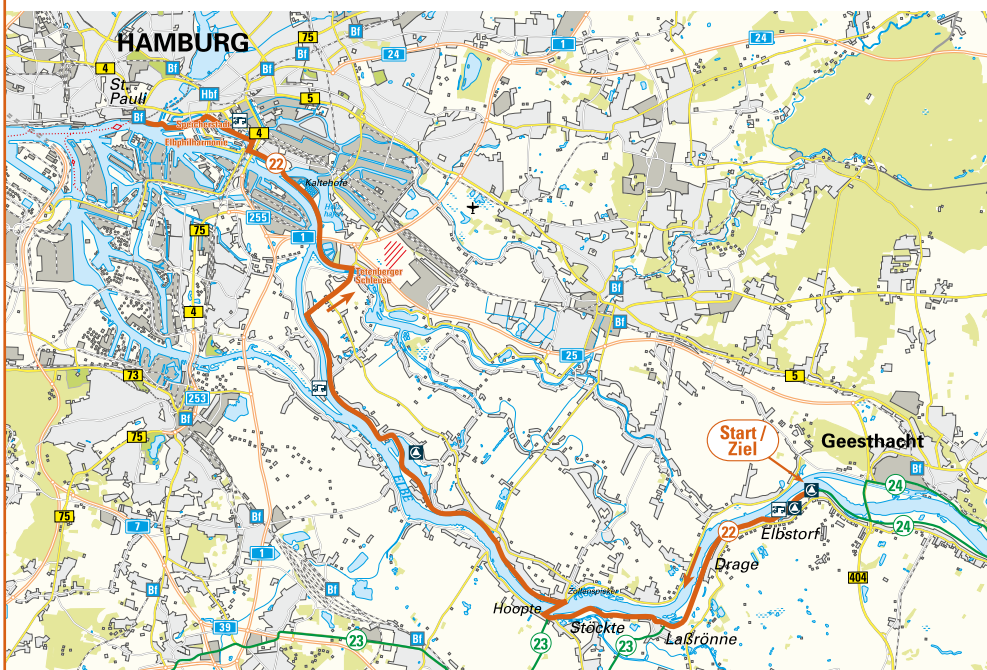 HAMBURG
75
Bf
Bf
24
1
24
4
Bf
Bf
St.
Pauli
Hbf
5
Bf
Speicherstadt
4
Elbphilharmonie
22
Kaltehofe
255
75
1
Tatenberger
Schleuse
Bf
4
Bf
25
73
5
253
Bf
75
Start /
Ziel
Geesthacht
Bf
24
ELBE
75
7
Bf
22
Elbstorf
24
1
Drage
404
Bf
Bf
Zollenspieker
Hoopte
Stöckte
39
23
Bf
23
23
Laßrönne